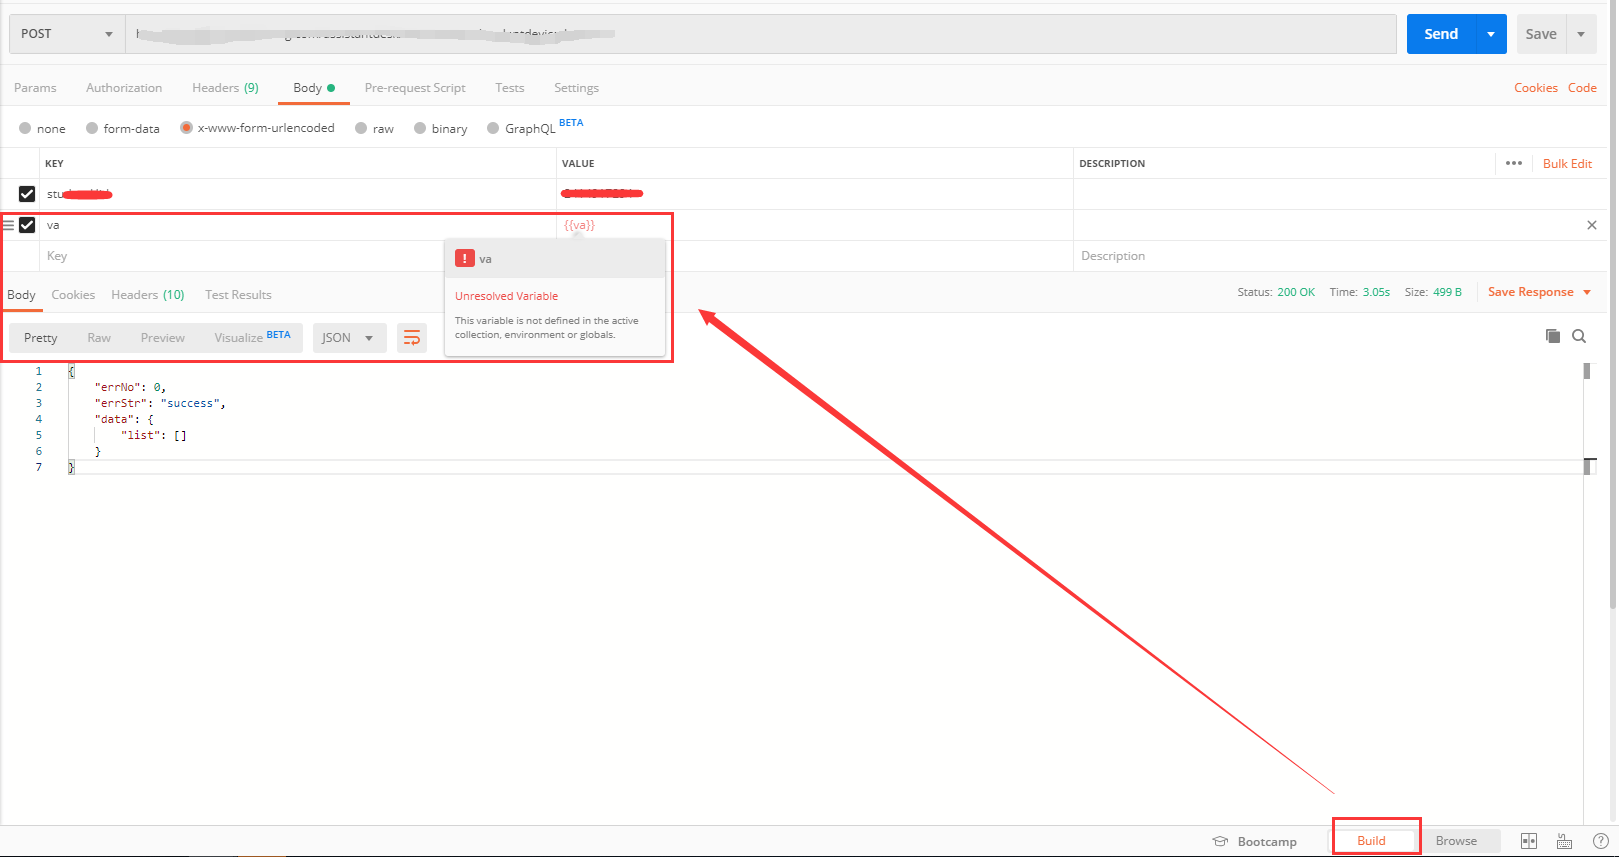 POST
Send
Save
Params Authorization Headers (9) Body Pre-request Script Tests Settings Cookies Code
none form-data x-www-form-urlencoded raw binary GraphQL BETA
KEY VALUE DESCRIPTION ••• Bulk Edit
va {{va}}
Key Description
! va
Unresolved Variable
This variable is not defined in the active
collection, environment or globals.
Body Cookies Headers (10) Test Results Status: 200 OK Time: 3.05s Size: 499 B Save Response
Pretty Raw Preview Visualize BETA JSON
1 {
2 "errNo": 0,
3 "errStr": "success",
4 "data": {
5 "list": []
6 }
7 }
Bootcamp Build Browse ?